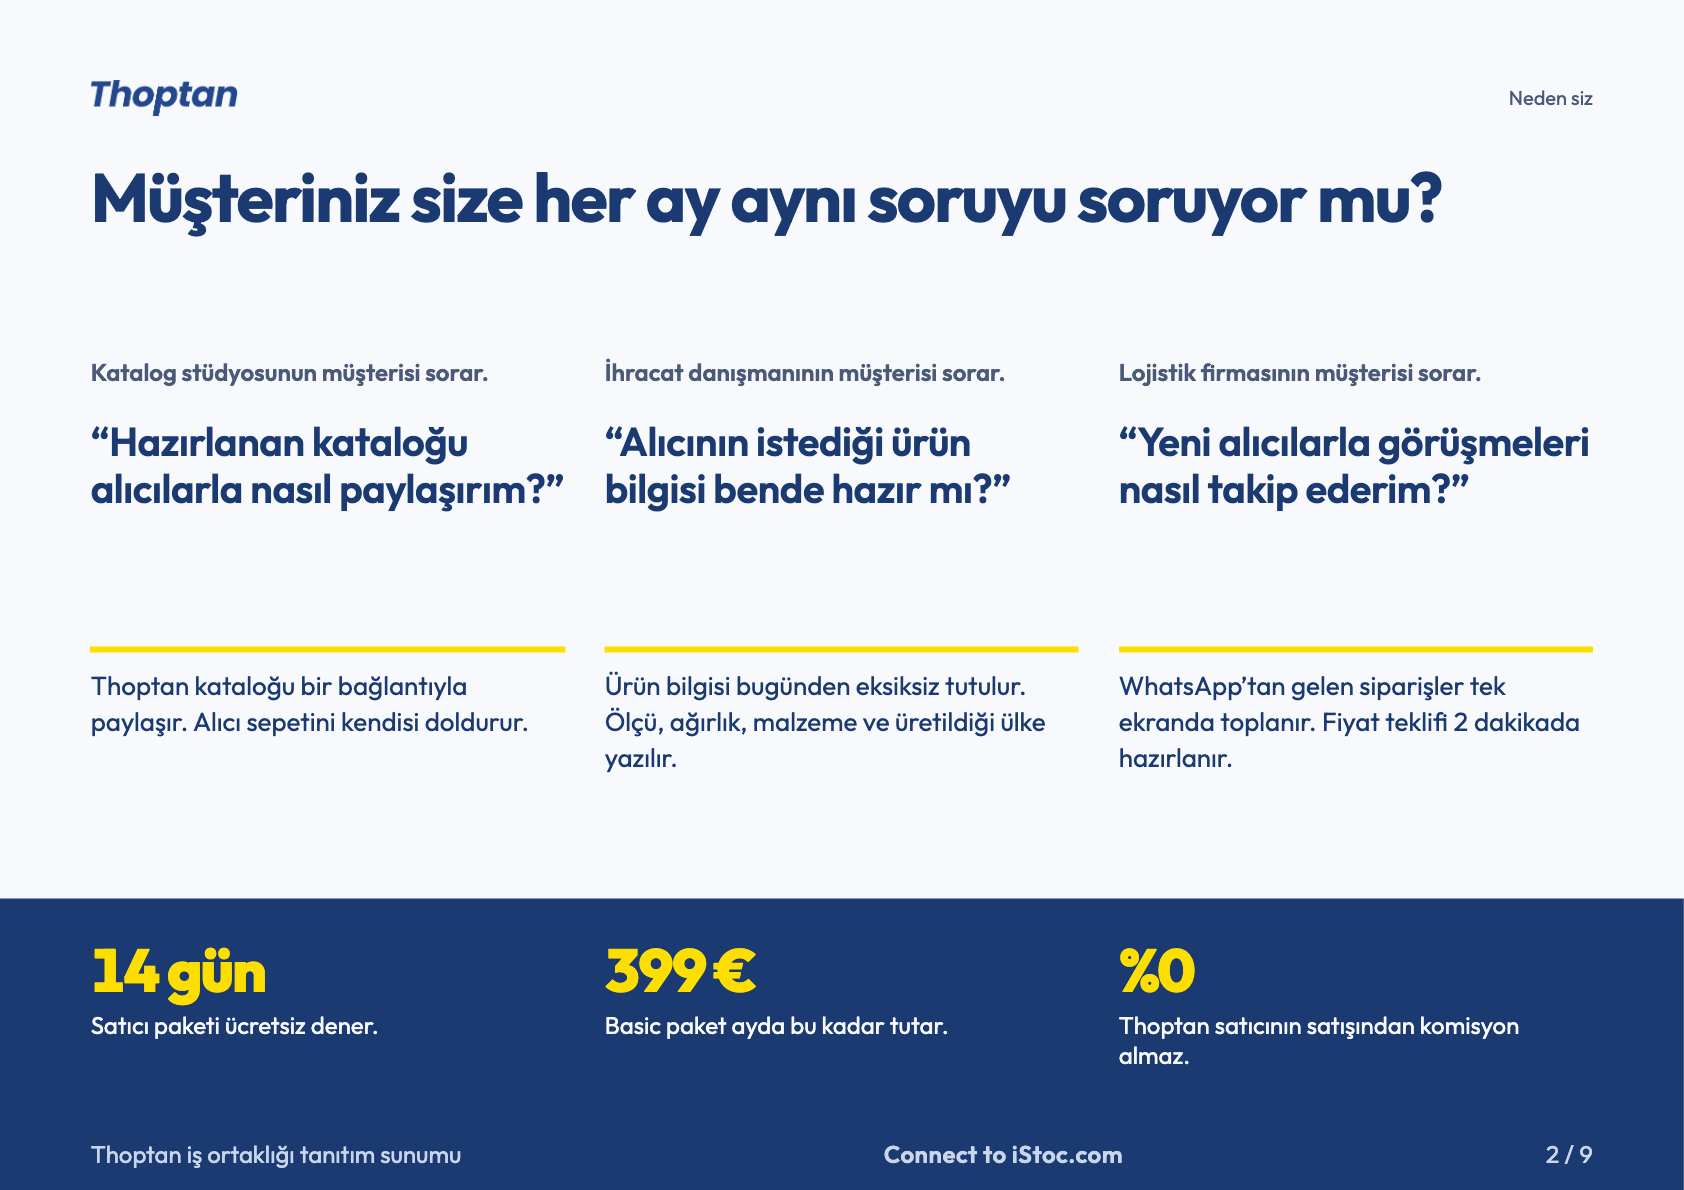 Thoptan
Neden siz
Müşteriniz size her ay aynı soruyu soruyor mu?
Katalog stüdyosunun müşterisi sorar.
“Hazırlanan kataloğu
alıcılarla nasıl paylaşırım?”
Thoptan kataloğu bir bağlantıyla
paylaşır. Alıcı sepetini kendisi doldurur.
İhracat danışmanının müşterisi sorar.
“Alıcının istediği ürün
bilgisi bende hazır mı?”
Ürün bilgisi bugünden eksiksiz tutulur.
Ölçü, ağırlık, malzeme ve üretildiği ülke
yazılır.
Lojistik firmasının müşterisi sorar.
“Yeni alıcılarla görüşmeleri
nasıl takip ederim?”
WhatsApp’tan gelen siparişler tek
ekranda toplanır. Fiyat teklifi 2 dakikada
hazırlanır.
14 gün
Satıcı paketi ücretsiz dener.
399 €
Basic paket ayda bu kadar tutar.
%0
Thoptan satıcının satışından komisyon
almaz.
Thoptan iş ortaklığı tanıtım sunumu
Connect to iStoc.com
2 / 9